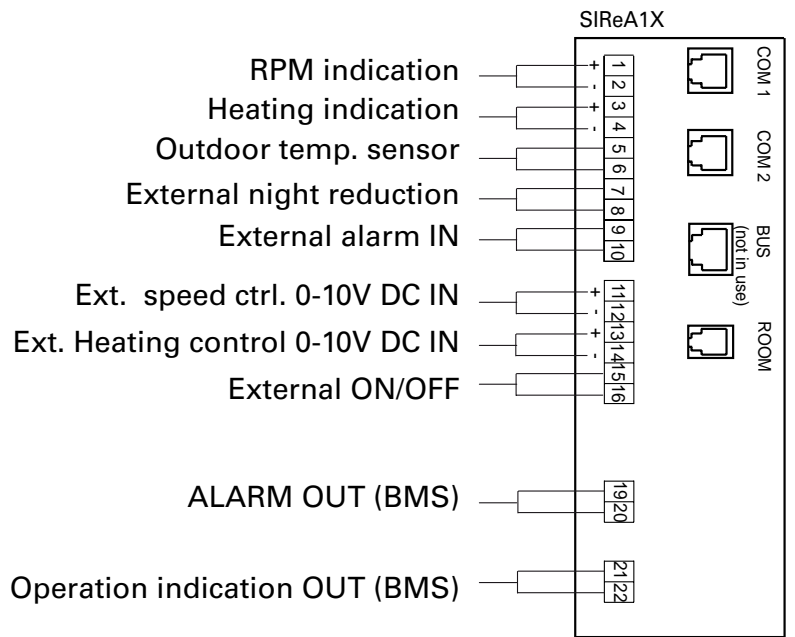 SIReA1X
RPM indication
+ 1
- 2
Heating indication
+ 3
- 4
Outdoor temp. sensor
5
6
External night reduction
7
8
External alarm IN
9
10
Ext. speed ctrl. 0-10V DC IN
+ 11
- 12
Ext. Heating control 0-10V DC IN
+ 13
- 14
External ON/OFF
15
16
ALARM OUT (BMS)
19
20
Operation indication OUT (BMS)
21
22
COM 1
COM 2
BUS
(not in use)
ROOM